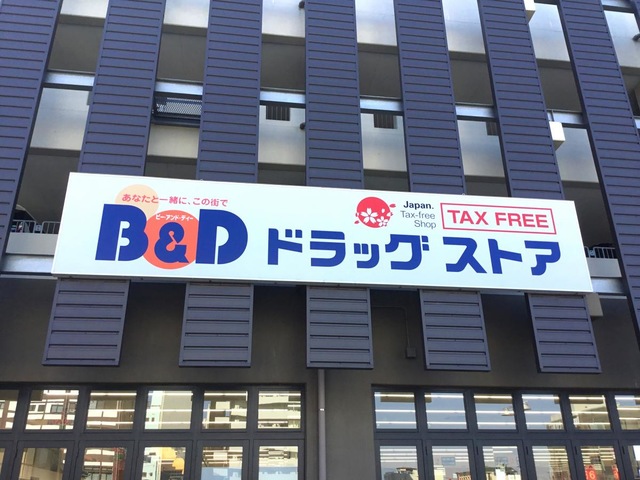 あなたと一緒に、この街で
ビーアンドディー
B&D ドラッグストア
Japan.
Tax-free
Shop
TAX FREE